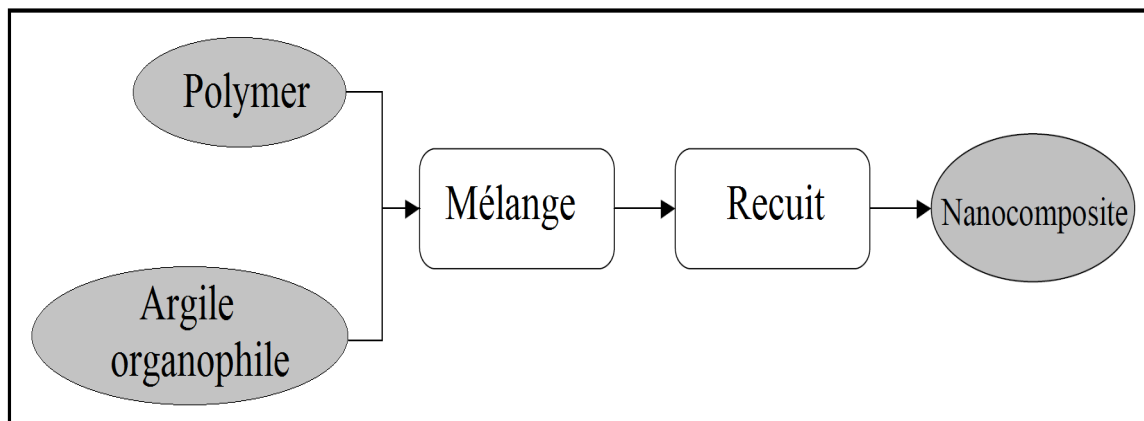 Polymer
Argile
organophile
Mélange
Recuit
Nanocomposite